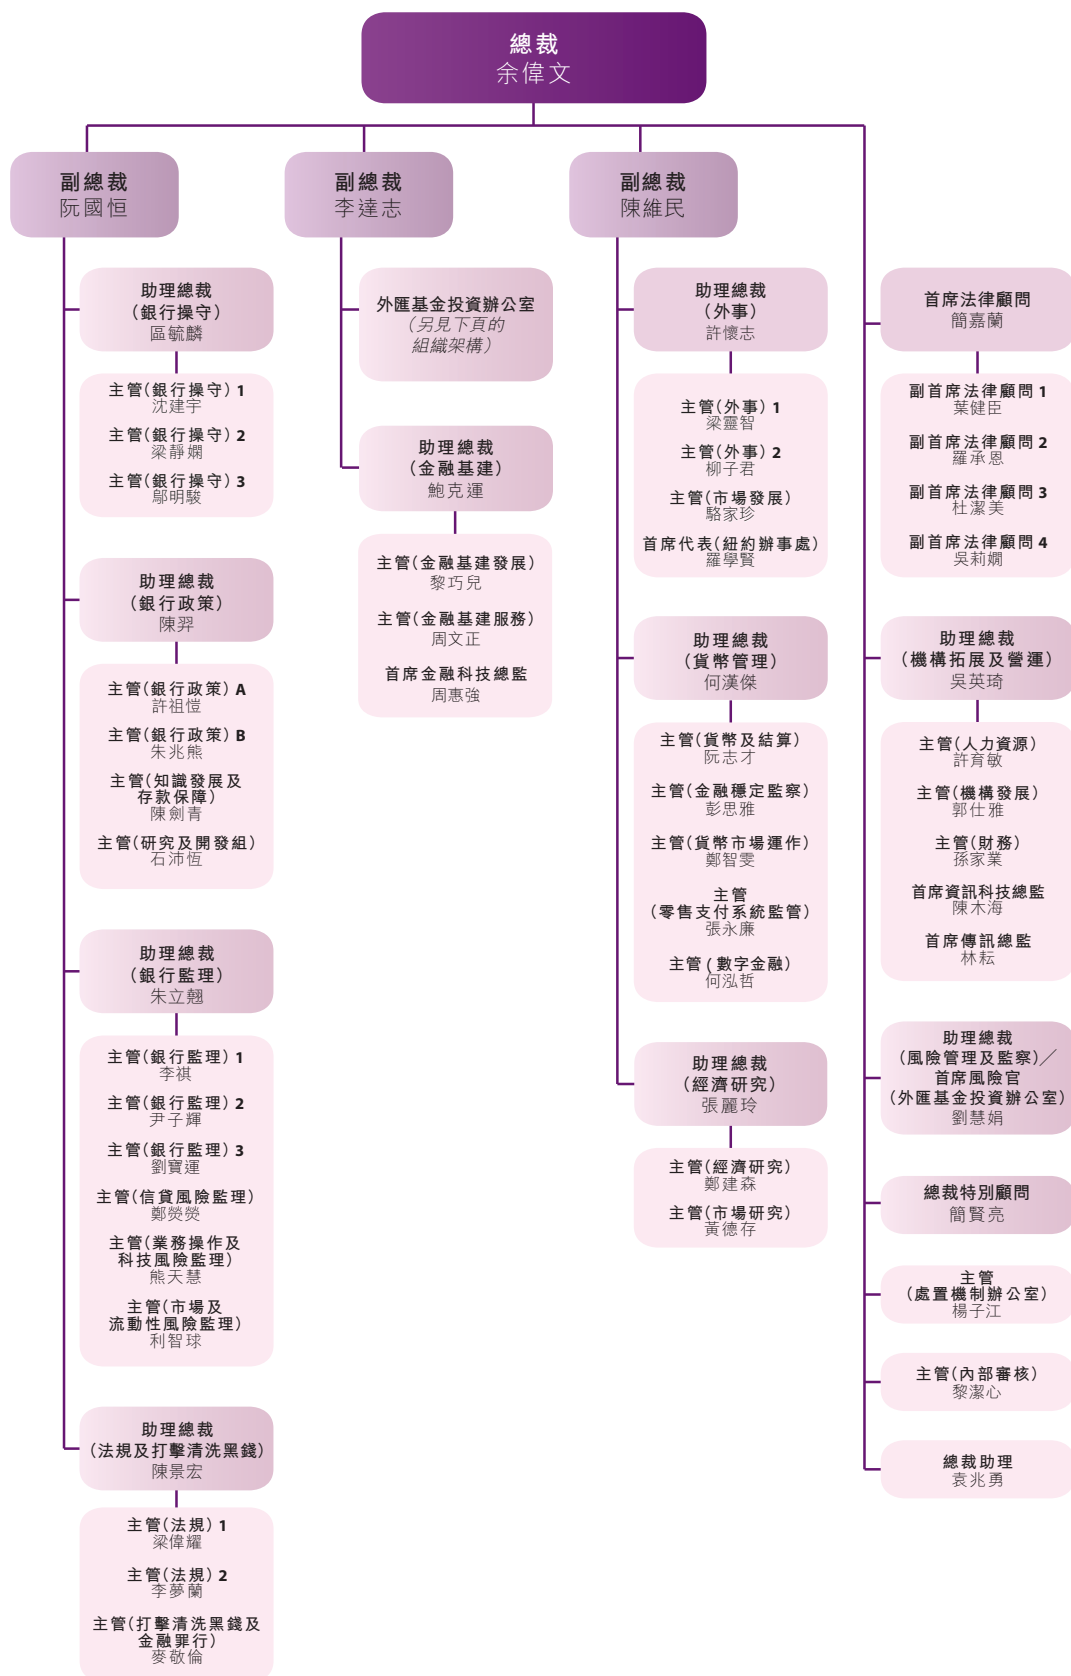 總裁
余偉文
副總裁
阮國恒
助理總裁
（銀行操守）
區毓麟
主管（銀行操守）1
沈建宇
主管（銀行操守）2
梁靜嫻
主管（銀行操守）3
鄔明駿
助理總裁
（銀行政策）
陳羿
主管（銀行政策）A
許祖愷
主管（銀行政策）B
朱兆熊
主管（知識發展及
存款保障）
陳劍青
主管（研究及開發組）
石沛恆
助理總裁
（銀行監理）
朱立翹
主管（銀行監理）1
李祺
主管（銀行監理）2
尹子輝
主管（銀行監理）3
劉寶運
主管（信貸風險監理）
鄭熒熒
主管（業務操作及
科技風險監理）
熊天慧
主管（市場及
流動性風險監理）
利智球
助理總裁
（法規及打擊清洗黑錢）
陳景宏
主管（法規）1
梁偉耀
主管（法規）2
李夢蘭
主管（打擊清洗黑錢及
金融罪行）
麥敬倫
副總裁
李達志
外匯基金投資辦公室
（另見下頁的
組織架構）
助理總裁
（金融基建）
鮑克運
主管（金融基建發展）
黎巧兒
主管（金融基建服務）
周文正
首席金融科技總監
周惠強
副總裁
陳維民
助理總裁
（外事）
許懷志
主管（外事）1
梁靈智
主管（外事）2
柳子君
主管（市場發展）
駱家珍
首席代表（紐約辦事處）
羅學賢
助理總裁
（貨幣管理）
何漢傑
主管（貨幣及結算）
阮志才
主管（金融穩定監察）
彭思雅
主管（貨幣市場運作）
鄭智雯
主管
（零售支付系統監管）
張永廉
主管（數字金融）
何泓哲
助理總裁
（經濟研究）
張麗玲
主管（經濟研究）
鄭建森
主管（市場研究）
黃德存
首席法律顧問
簡嘉蘭
副首席法律顧問 1
葉健臣
副首席法律顧問 2
羅承恩
副首席法律顧問 3
杜潔美
副首席法律顧問 4
吳莉嫻
助理總裁
（機構拓展及營運）
吳英琦
主管（人力資源）
許育敏
主管（機構發展）
郭仕雅
主管（財務）
孫家業
首席資訊科技總監
陳木海
首席傳訊總監
林耘
助理總裁
（風險管理及監察）／
首席風險官
（外匯基金投資辦公室）
劉慧娟
總裁特別顧問
簡賢亮
主管
（處置機制辦公室）
楊子江
主管（內部審核）
黎潔心
總裁助理
袁兆勇